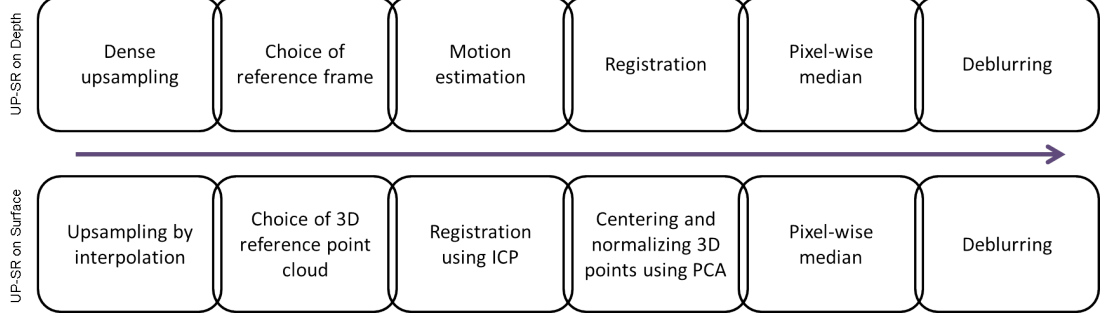 UP-SR on Depth
Dense
upsampling
Choice of
reference frame
Motion
estimation
Registration
Pixel-wise
median
Deblurring
UP-SR on Surface
Upsampling by
interpolation
Choice of 3D
reference point
cloud
Registration
using ICP
Centering and
normalizing 3D
points using PCA
Pixel-wise
median
Deblurring